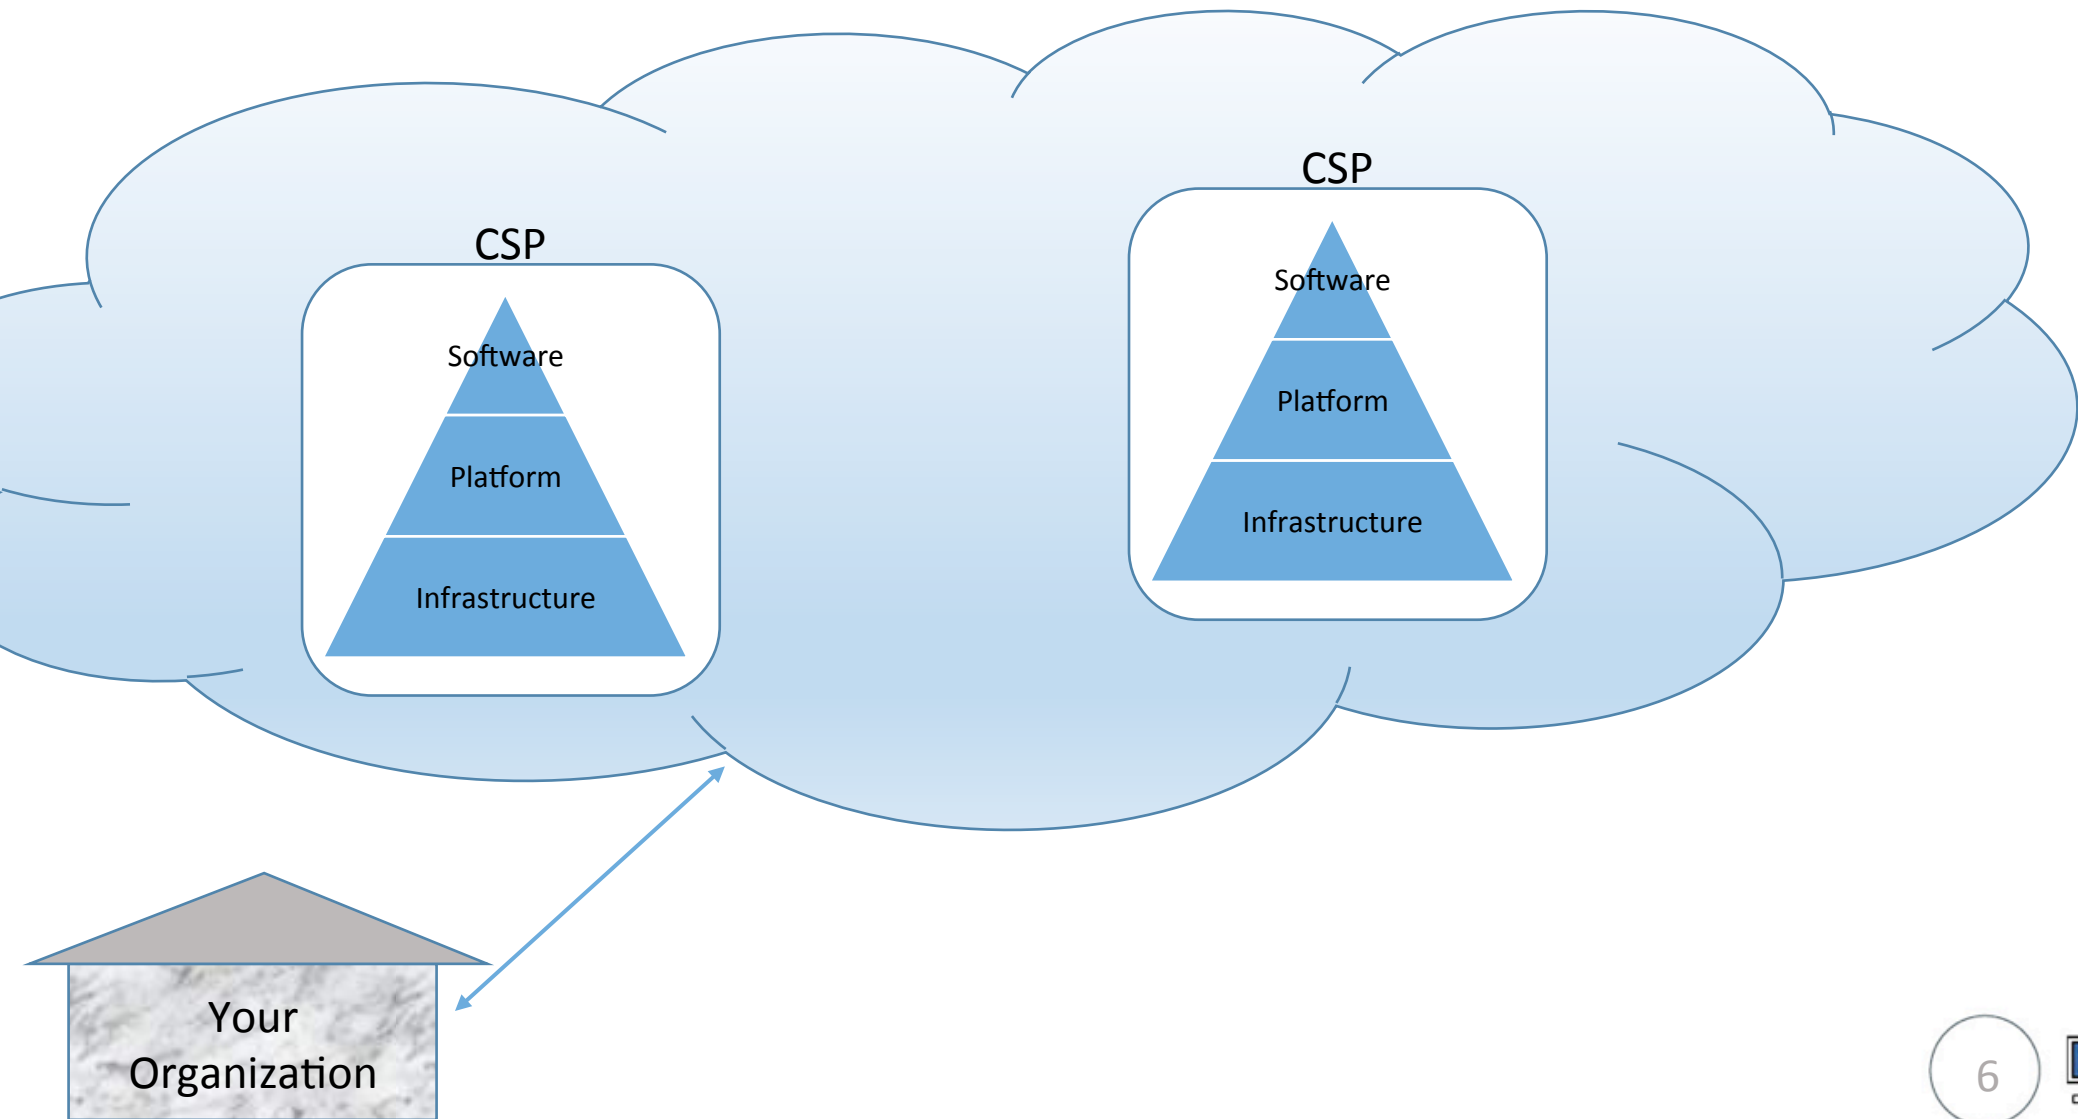 CSP
Software
Platform
Infrastructure
CSP
Software
Platform
Infrastructure
Your
Organization
6